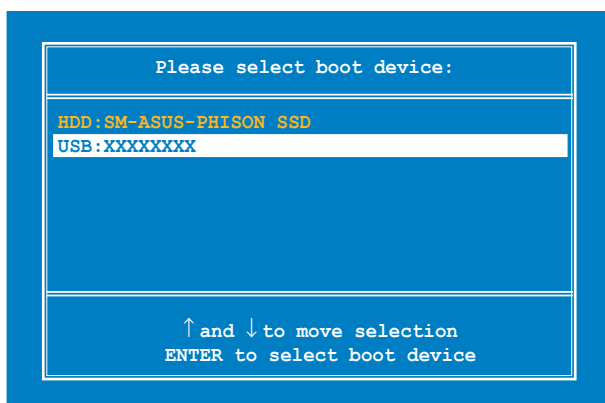 Please select boot device:
HDD:SM-ASUS-PHISON SSD
USB:XXXXXXXX
↑ and ↓ to move selection
ENTER to select boot device